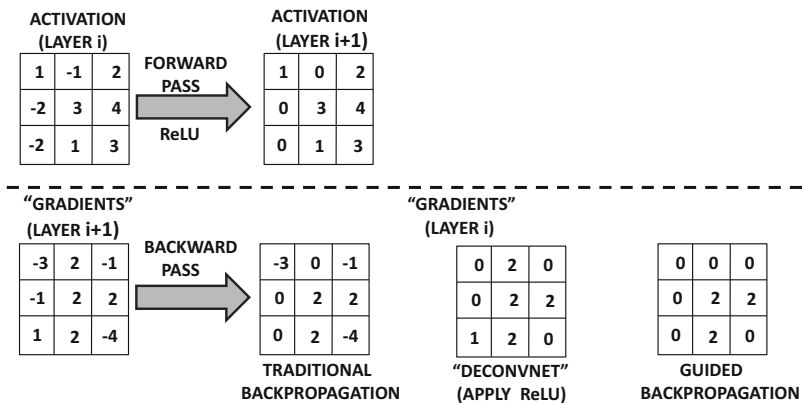 ACTIVATION
(LAYER i)
1 -1 2
-2 3 4
-2 1 3
FORWARD
PASS
ReLU
ACTIVATION
(LAYER i+1)
1 0 2
0 3 4
0 1 3
“GRADIENTS”
(LAYER i+1)
-3 2 -1
-1 2 2
1 2 -4
BACKWARD
PASS
“GRADIENTS”
(LAYER i)
-3 0 -1
0 2 2
0 2 -4
TRADITIONAL
BACKPROPAGATION
0 2 0
0 2 2
1 2 0
“DECONVNET”
(APPLY ReLU)
0 0 0
0 2 2
0 2 0
GUIDED
BACKPROPAGATION